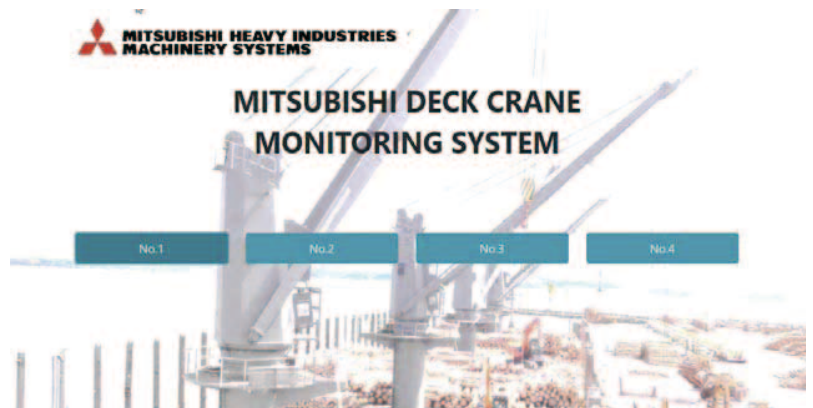 MITSUBISHI HEAVY INDUSTRIES
MACHINERY SYSTEMS
MITSUBISHI DECK CRANE
MONITORING SYSTEM
No.1
No.2
No.3
No.4